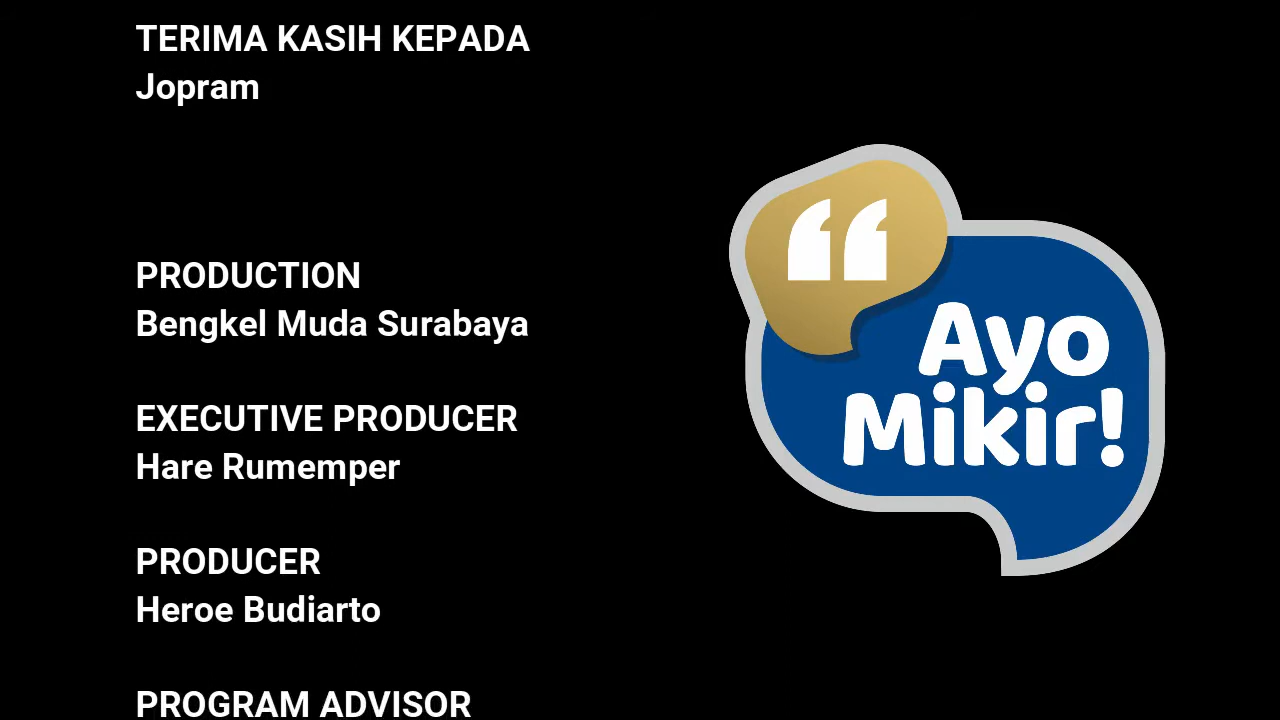 TERIMA KASIH KEPADA
Jopram
PRODUCTION
Bengkel Muda Surabaya
EXECUTIVE PRODUCER
Hare Rumemper
PRODUCER
Heroe Budiarto
PROGRAM ADVISOR
Ayo
Mikir!